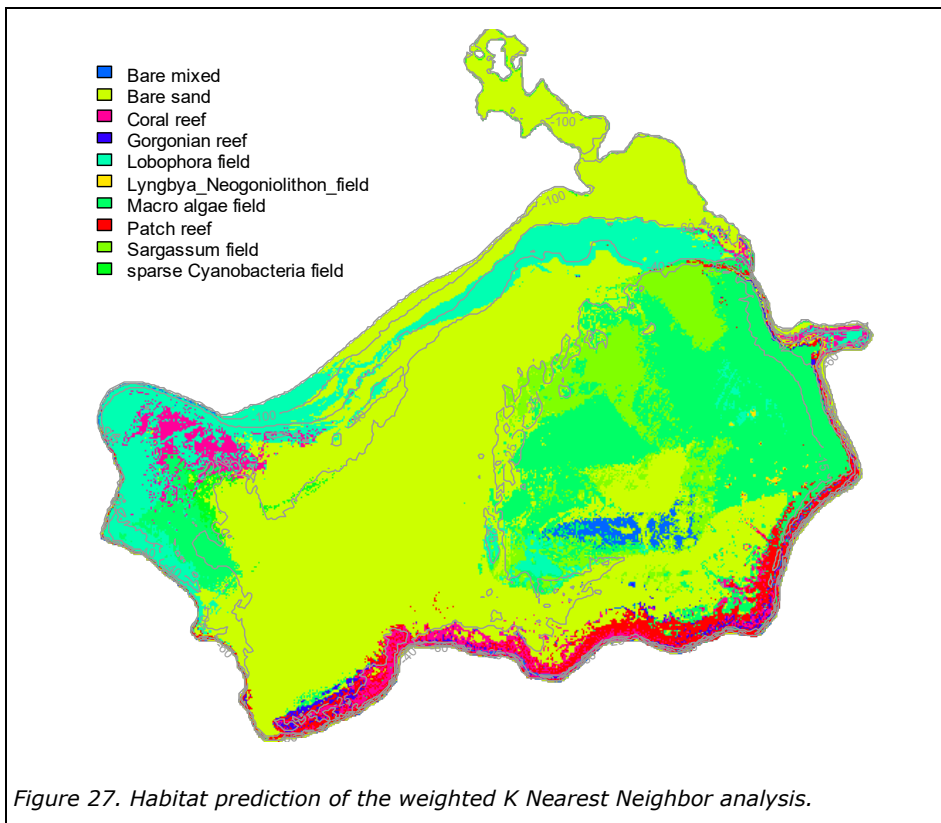 Bare mixed
Bare sand
Coral reef
Gorgonian reef
Lobophora field
Lyngbya_Neogoniolithon_field
Macro algae field
Patch reef
Sargassum field
sparse Cyanobacteria field
-100
-100
-100
Figure 27. Habitat prediction of the weighted K Nearest Neighbor analysis.